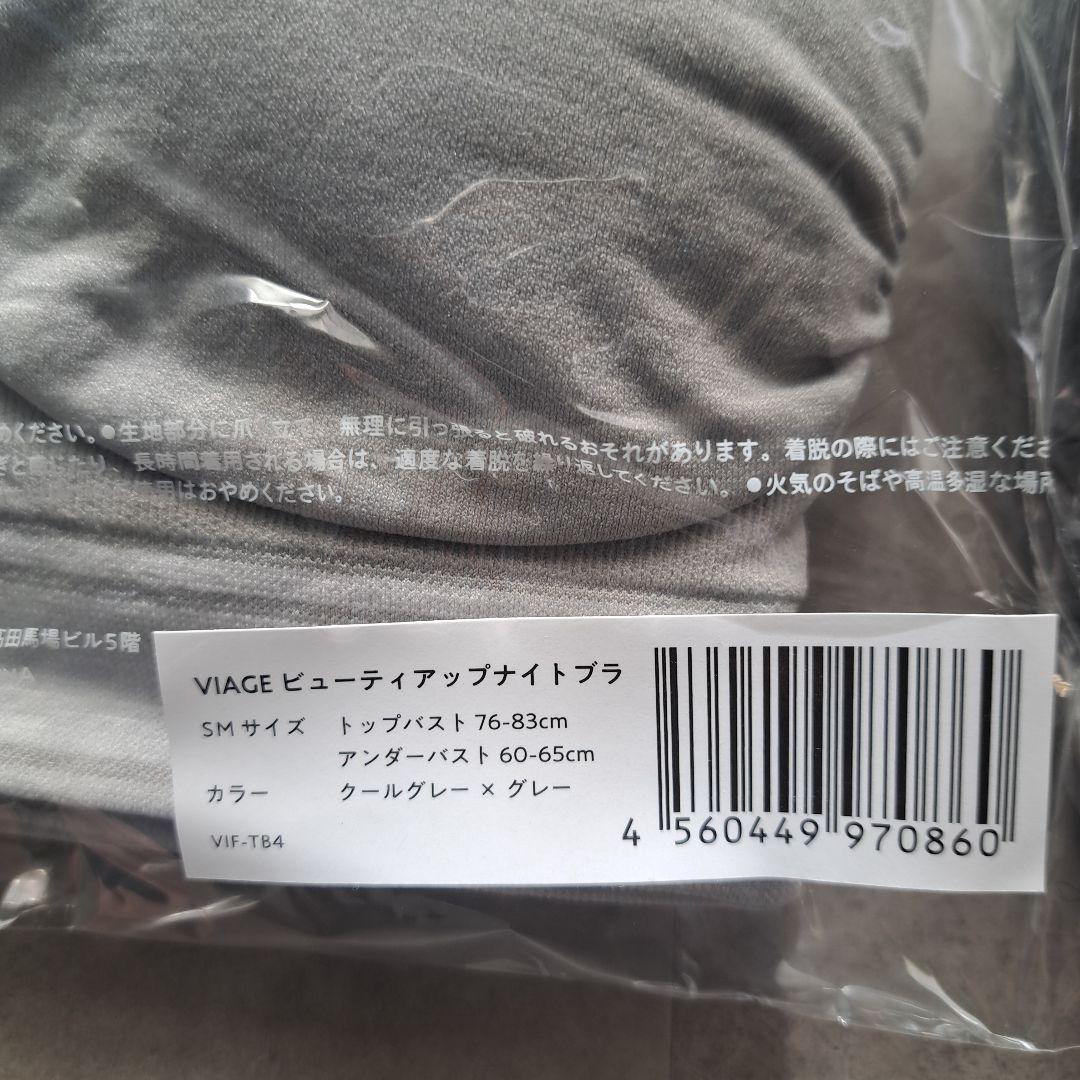 めください。●生地部分に爪 立て、無理に引っ張ると破れるおそれがあります。着脱の際にはご注意くださ
たり、長時間着用される場合は、適度な着脱を繰り返してください。●火気のそばや高温多湿な場所
用はおやめください。
高田馬場ビル5階
VIAGE ビューティアップナイトブラ
SM サイズ トップバスト 76-83cm
アンダーバスト 60-65cm
カラー クールグレー × グレー
VIF-TB4
4 560449 970860